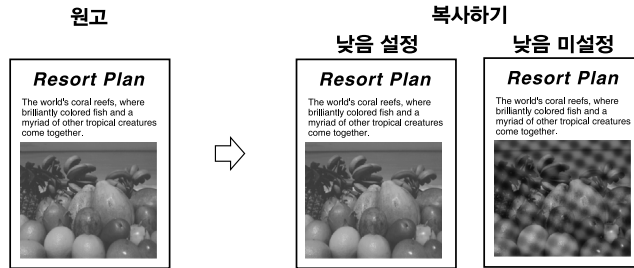 원고
복사하기
낮음 설정
낮음 미설정
Resort Plan
The world's coral reefs, where
brilliantly colored fish and a
myriad of other tropical creatures
come together.
Resort Plan
The world's coral reefs, where
brilliantly colored fish and a
myriad of other tropical creatures
come together.
Resort Plan
The world's coral reefs, where
brilliantly colored fish and a
myriad of other tropical creatures
come together.